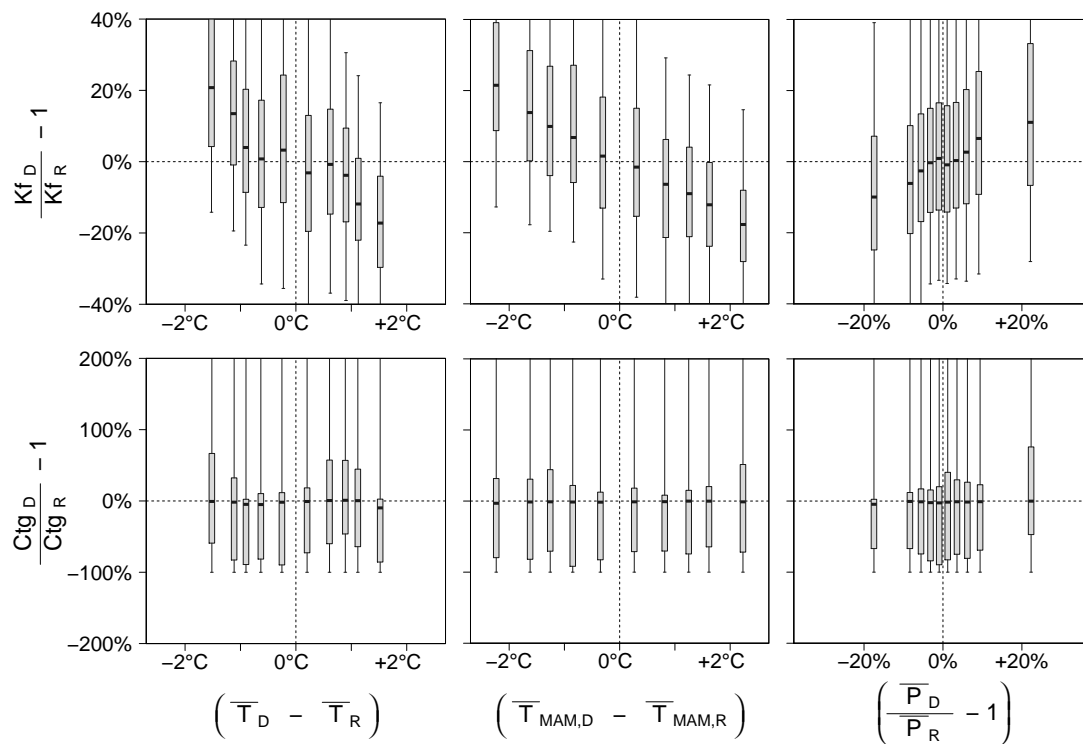 40%
20%
0%
−20%
−40%
Kf D
Kf R
− 1
−2°C 0°C +2°C
−2°C 0°C +2°C
−20% 0% +20%
200%
100%
0%
−100%
−200%
Ctg D
Ctg R
− 1
−2°C 0°C +2°C
−2°C 0°C +2°C
−20% 0% +20%
( T D − T R )
( T MAM,D − T MAM,R )
( P D
P R
− 1 )